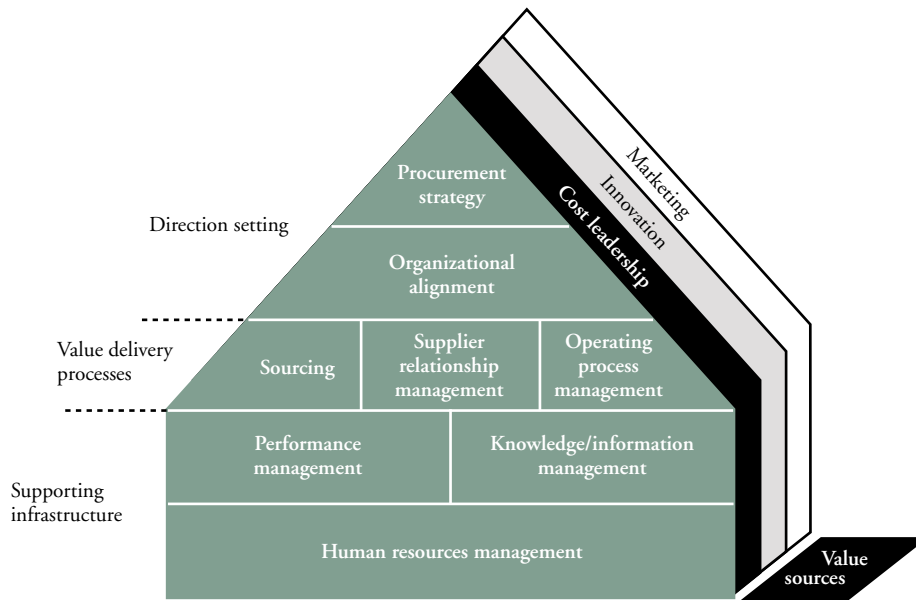 Marketing
Innovation
Cost leadership
Procurement
strategy
Direction setting
Organizational
alignment
Value delivery
processes
Sourcing
Supplier
relationship
management
Operating
process
management
Performance
management
Knowledge/information
management
Supporting
infrastructure
Human resources management
Value
sources